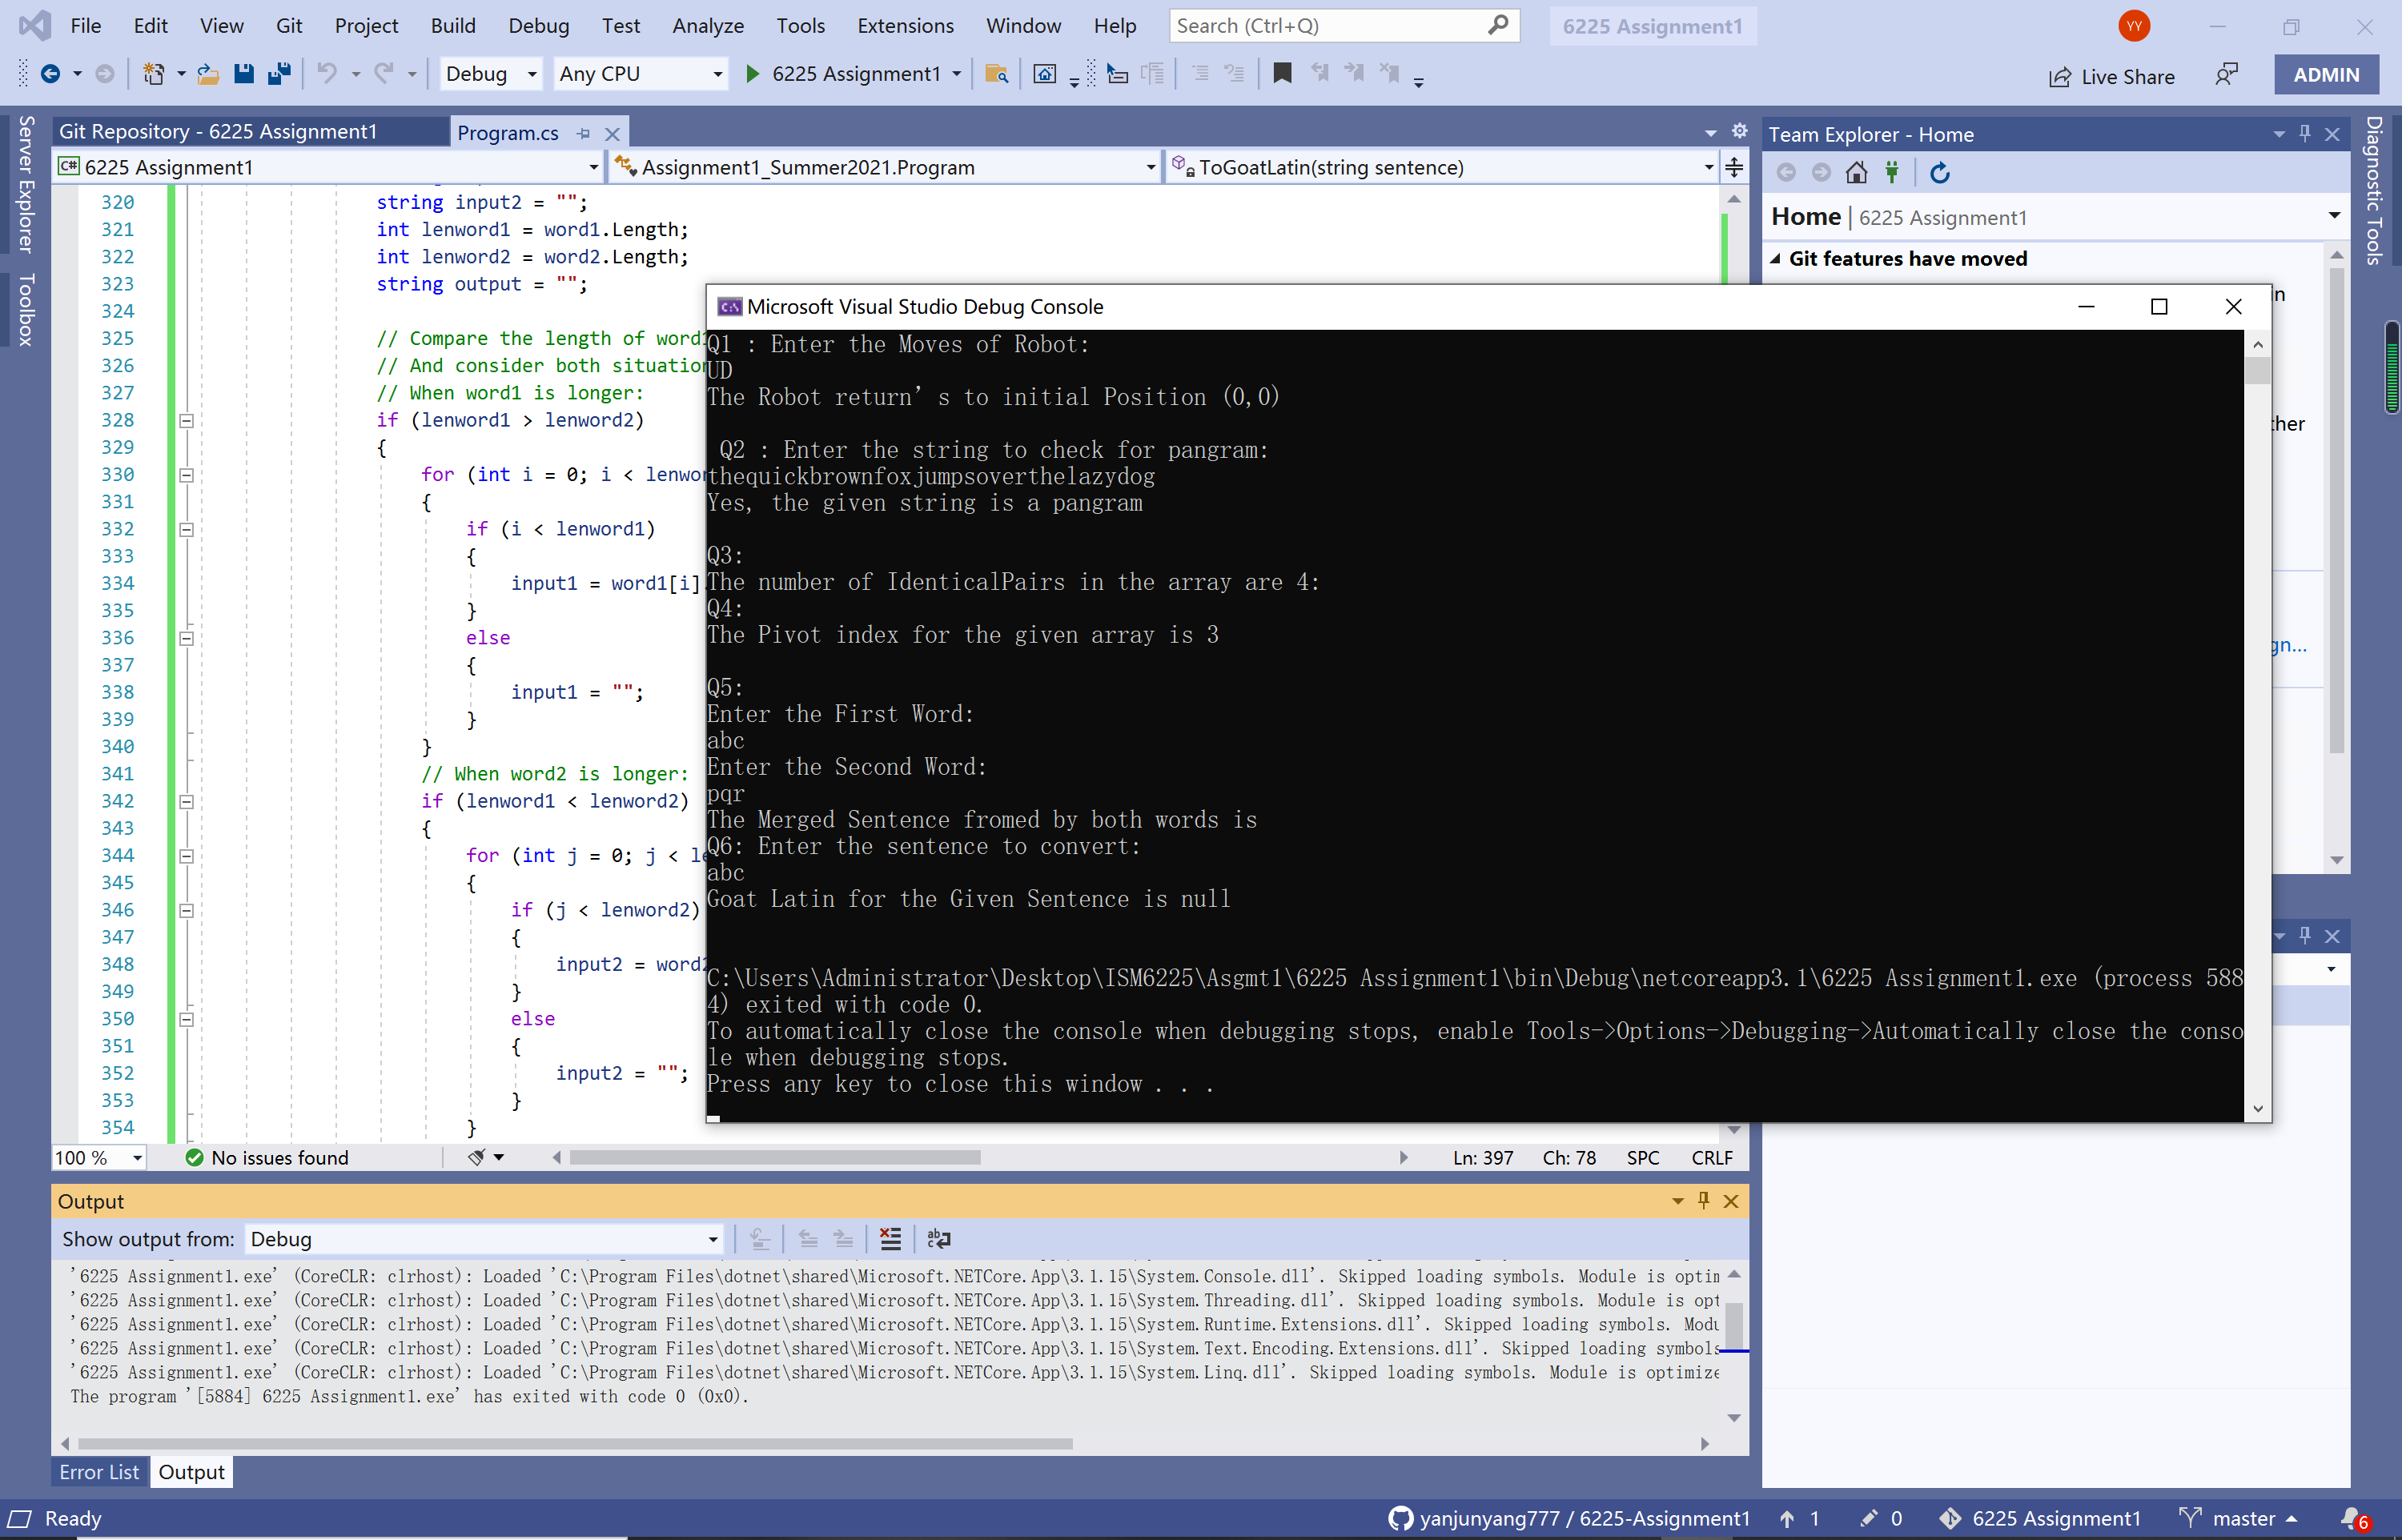 File Edit View Git Project Build Debug Test Analyze Tools Extensions Window Help Search (Ctrl+Q) 6225 Assignment1 YY
Debug Any CPU 6225 Assignment1 Live Share ADMIN
Server Explorer
Toolbox
Git Repository - 6225 Assignment1 Program.cs
6225 Assignment1 Assignment1_Summer2021.Program ToGoatLatin(string sentence)
320 string input2 = "";
321 int lenword1 = word1.Length;
322 int lenword2 = word2.Length;
323 string output = "";
324
325 // Compare the length of word1
326 // And consider both situation
327 // When word1 is longer:
328 if (lenword1 > lenword2)
329 {
330 for (int i = 0; i < lenwor
331 {
332 if (i < lenword1)
333 {
334 input1 = word1[i]
335 }
336 else
337 {
338 input1 = "";
339 }
340 }
341 // When word2 is longer:
342 if (lenword1 < lenword2)
343 {
344 for (int j = 0; j < le
345 {
346 if (j < lenword2)
347 {
348 input2 = word2
349 }
350 else
351 {
352 input2 = "";
353 }
354 }
100 % No issues found Ln: 397 Ch: 78 SPC CRLF
Microsoft Visual Studio Debug Console
Q1 : Enter the Moves of Robot:
UD
The Robot return’s to initial Position (0,0)
Q2 : Enter the string to check for pangram:
thequickbrownfoxjumpsoverthelazydog
Yes, the given string is a pangram
Q3:
The number of IdenticalPairs in the array are 4:
Q4:
The Pivot index for the given array is 3
Q5:
Enter the First Word:
abc
Enter the Second Word:
pqr
The Merged Sentence fromed by both words is
Q6: Enter the sentence to convert:
abc
Goat Latin for the Given Sentence is null
C:\Users\Administrator\Desktop\ISM6225\Asgmt1\6225 Assignment1\bin\Debug\netcoreapp3.1\6225 Assignment1.exe (process 588
4) exited with code 0.
To automatically close the console when debugging stops, enable Tools->Options->Debugging->Automatically close the conso
le when debugging stops.
Press any key to close this window . . .
Team Explorer - Home
Home | 6225 Assignment1
Git features have moved
in
ther
gn...
Diagnostic Tools
Output
Show output from: Debug
'6225 Assignment1.exe' (CoreCLR: clrhost): Loaded 'C:\Program Files\dotnet\shared\Microsoft.NETCore.App\3.1.15\System.Console.dll'. Skipped loading symbols. Module is optim
'6225 Assignment1.exe' (CoreCLR: clrhost): Loaded 'C:\Program Files\dotnet\shared\Microsoft.NETCore.App\3.1.15\System.Threading.dll'. Skipped loading symbols. Module is opt
'6225 Assignment1.exe' (CoreCLR: clrhost): Loaded 'C:\Program Files\dotnet\shared\Microsoft.NETCore.App\3.1.15\System.Runtime.Extensions.dll'. Skipped loading symbols. Modu
'6225 Assignment1.exe' (CoreCLR: clrhost): Loaded 'C:\Program Files\dotnet\shared\Microsoft.NETCore.App\3.1.15\System.Text.Encoding.Extensions.dll'. Skipped loading symbols
'6225 Assignment1.exe' (CoreCLR: clrhost): Loaded 'C:\Program Files\dotnet\shared\Microsoft.NETCore.App\3.1.15\System.Linq.dll'. Skipped loading symbols. Module is optimize
The program '[5884] 6225 Assignment1.exe' has exited with code 0 (0x0).
Error List Output
Ready yanjunyang777 / 6225-Assignment1 1 0 6225 Assignment1 master 6